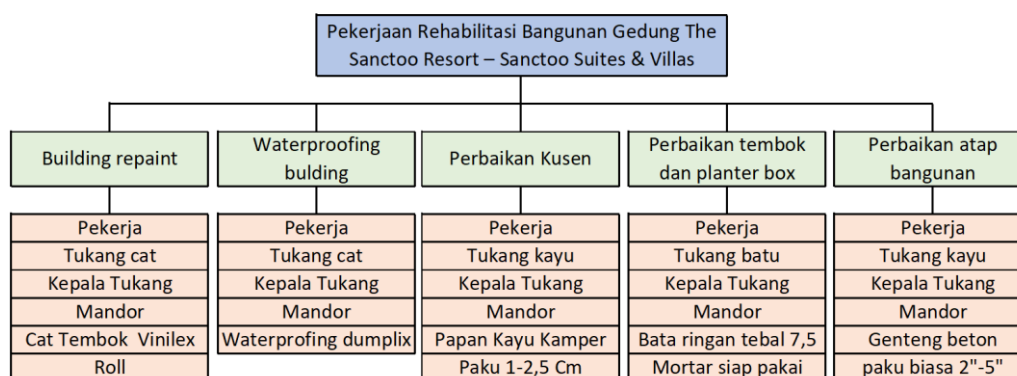 Pekerjaan Rehabilitasi Bangunan Gedung The
Sanctoo Resort – Sanctoo Suites & Villas
Building repaint
Waterproofing
bulding
Perbaikan Kusen
Perbaikan tembok
dan planter box
Perbaikan atap
bangunan
Pekerja
Tukang cat
Kepala Tukang
Mandor
Cat Tembok Vinilex
Roll
Pekerja
Tukang cat
Kepala Tukang
Mandor
Waterprofing dumplix
Pekerja
Tukang kayu
Kepala Tukang
Mandor
Papan Kayu Kamper
Paku 1-2,5 Cm
Pekerja
Tukang batu
Kepala Tukang
Mandor
Bata ringan tebal 7,5
Mortar siap pakai
Pekerja
Tukang kayu
Kepala Tukang
Mandor
Genteng beton
paku biasa 2"-5"